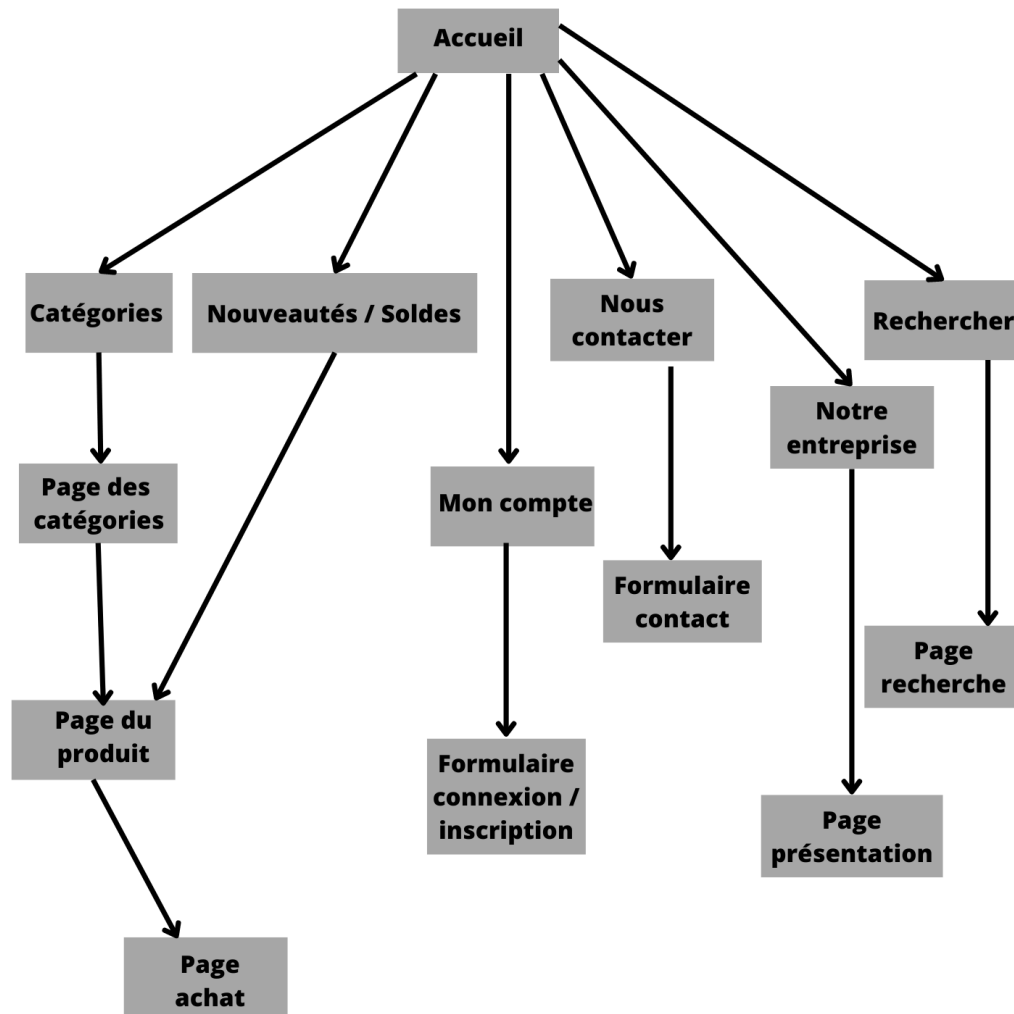 Accueil
Catégories
Nouveautés / Soldes
Nous
contacter
Rechercher
Notre
entreprise
Page des
catégories
Mon compte
Formulaire
contact
Page
recherche
Page du
produit
Formulaire
connexion /
inscription
Page
présentation
Page
achat